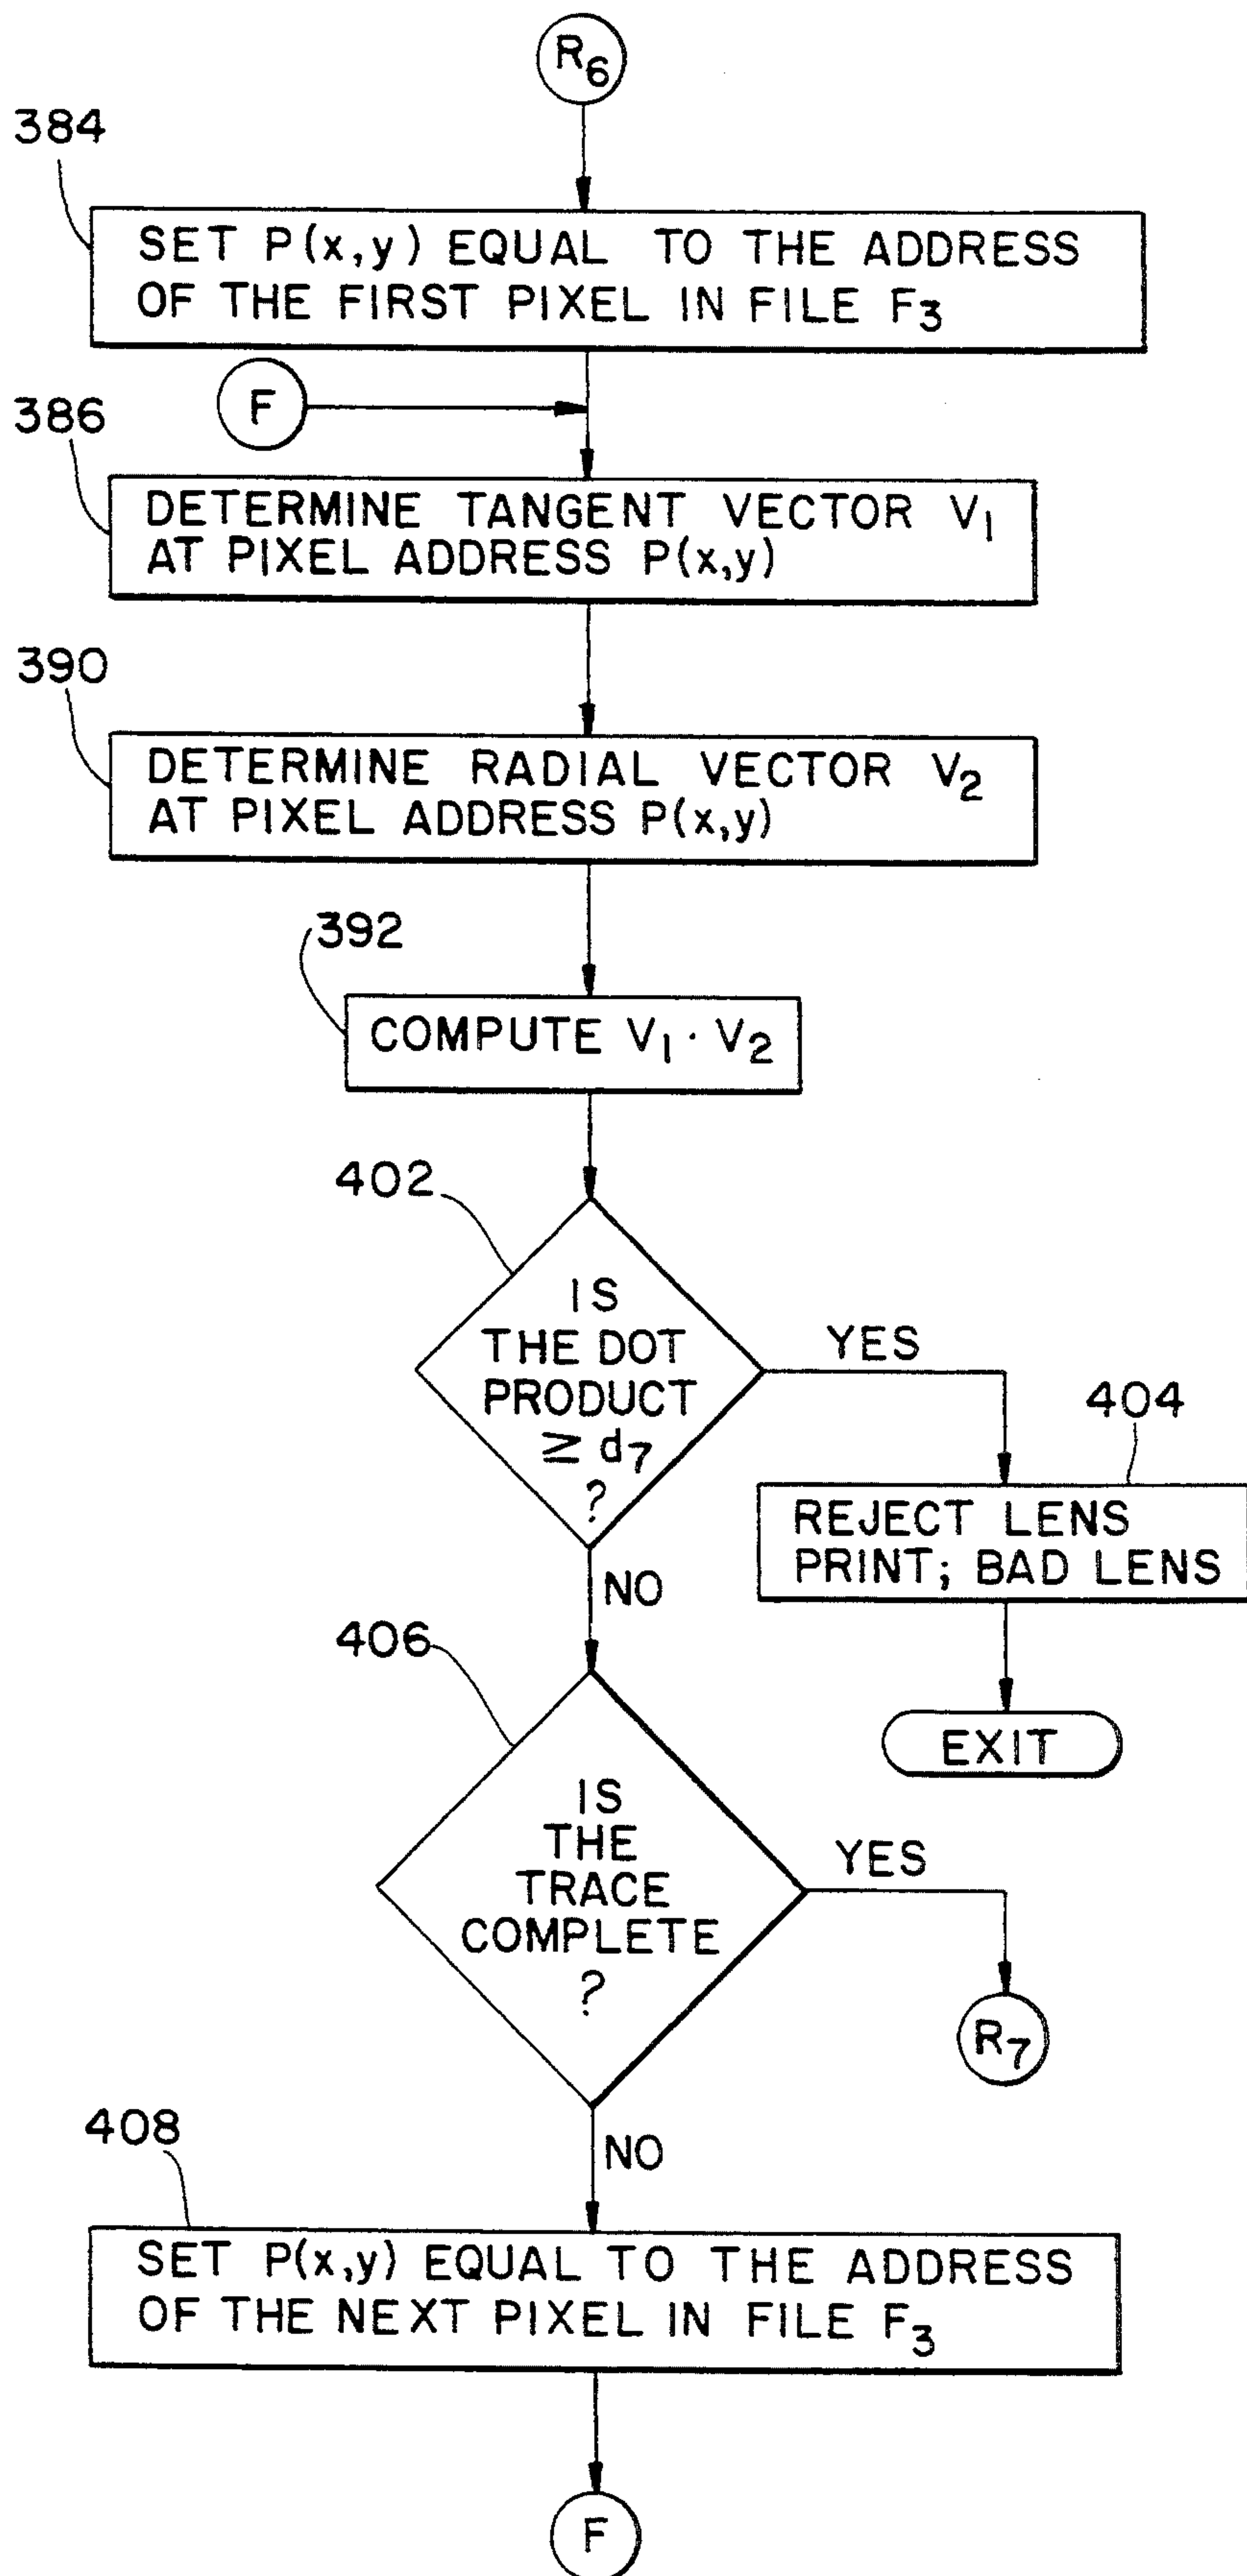 R6
384
SET P(x,y) EQUAL TO THE ADDRESS
OF THE FIRST PIXEL IN FILE F3
F
386
DETERMINE TANGENT VECTOR V1
AT PIXEL ADDRESS P(x,y)
390
DETERMINE RADIAL VECTOR V2
AT PIXEL ADDRESS P(x,y)
392
COMPUTE V1 · V2
402
IS
THE DOT
PRODUCT
≥ d7
?
YES
404
REJECT LENS
PRINT; BAD LENS
NO
EXIT
406
IS
THE
TRACE
COMPLETE
?
YES
R7
NO
408
SET P(x,y) EQUAL TO THE ADDRESS
OF THE NEXT PIXEL IN FILE F3
F